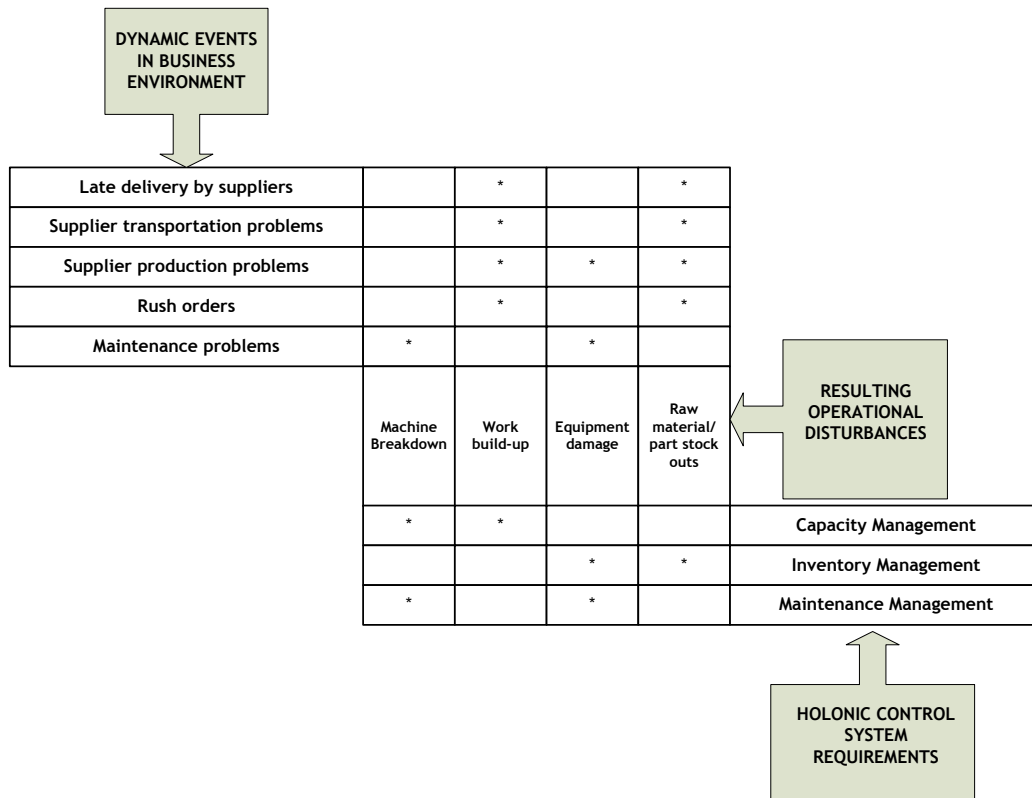 DYNAMIC EVENTS
IN BUSINESS
ENVIRONMENT
Late delivery by suppliers * *
Supplier transportation problems * *
Supplier production problems * * *
Rush orders * *
Maintenance problems * *
Machine
Breakdown
Work
build-up
Equipment
damage
Raw
material/
part stock
outs
RESULTING
OPERATIONAL
DISTURBANCES
* * Capacity Management
* * Inventory Management
* * Maintenance Management
HOLONIC CONTROL
SYSTEM
REQUIREMENTS